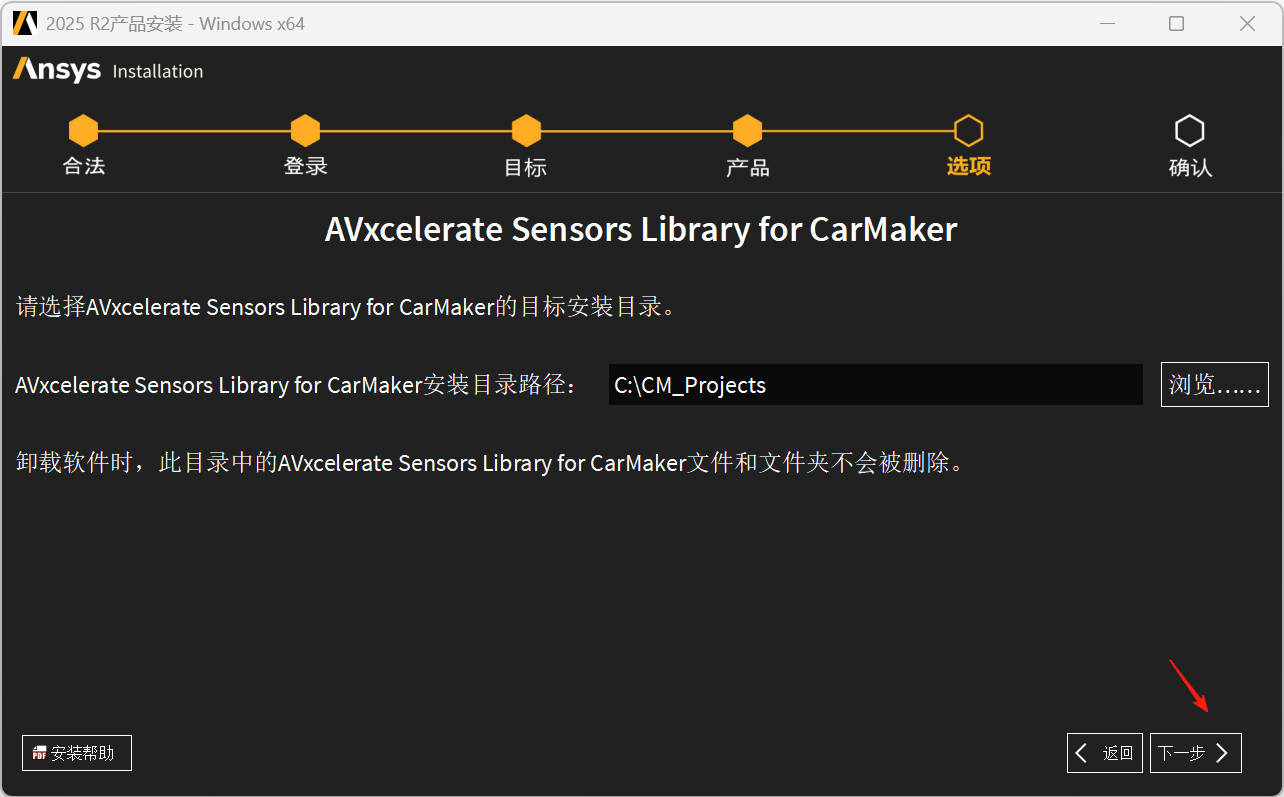 2025 R2产品安装 - Windows x64
Ansys Installation
合法 登录 目标 产品 选项 确认
AVxcelerate Sensors Library for CarMaker
请选择AVxcelerate Sensors Library for CarMaker的目标安装目录。
AVxcelerate Sensors Library for CarMaker安装目录路径： C:\CM_Projects 浏览……
卸载软件时，此目录中的AVxcelerate Sensors Library for CarMaker文件和文件夹不会被删除。
PDF 安装帮助 返回 下一步